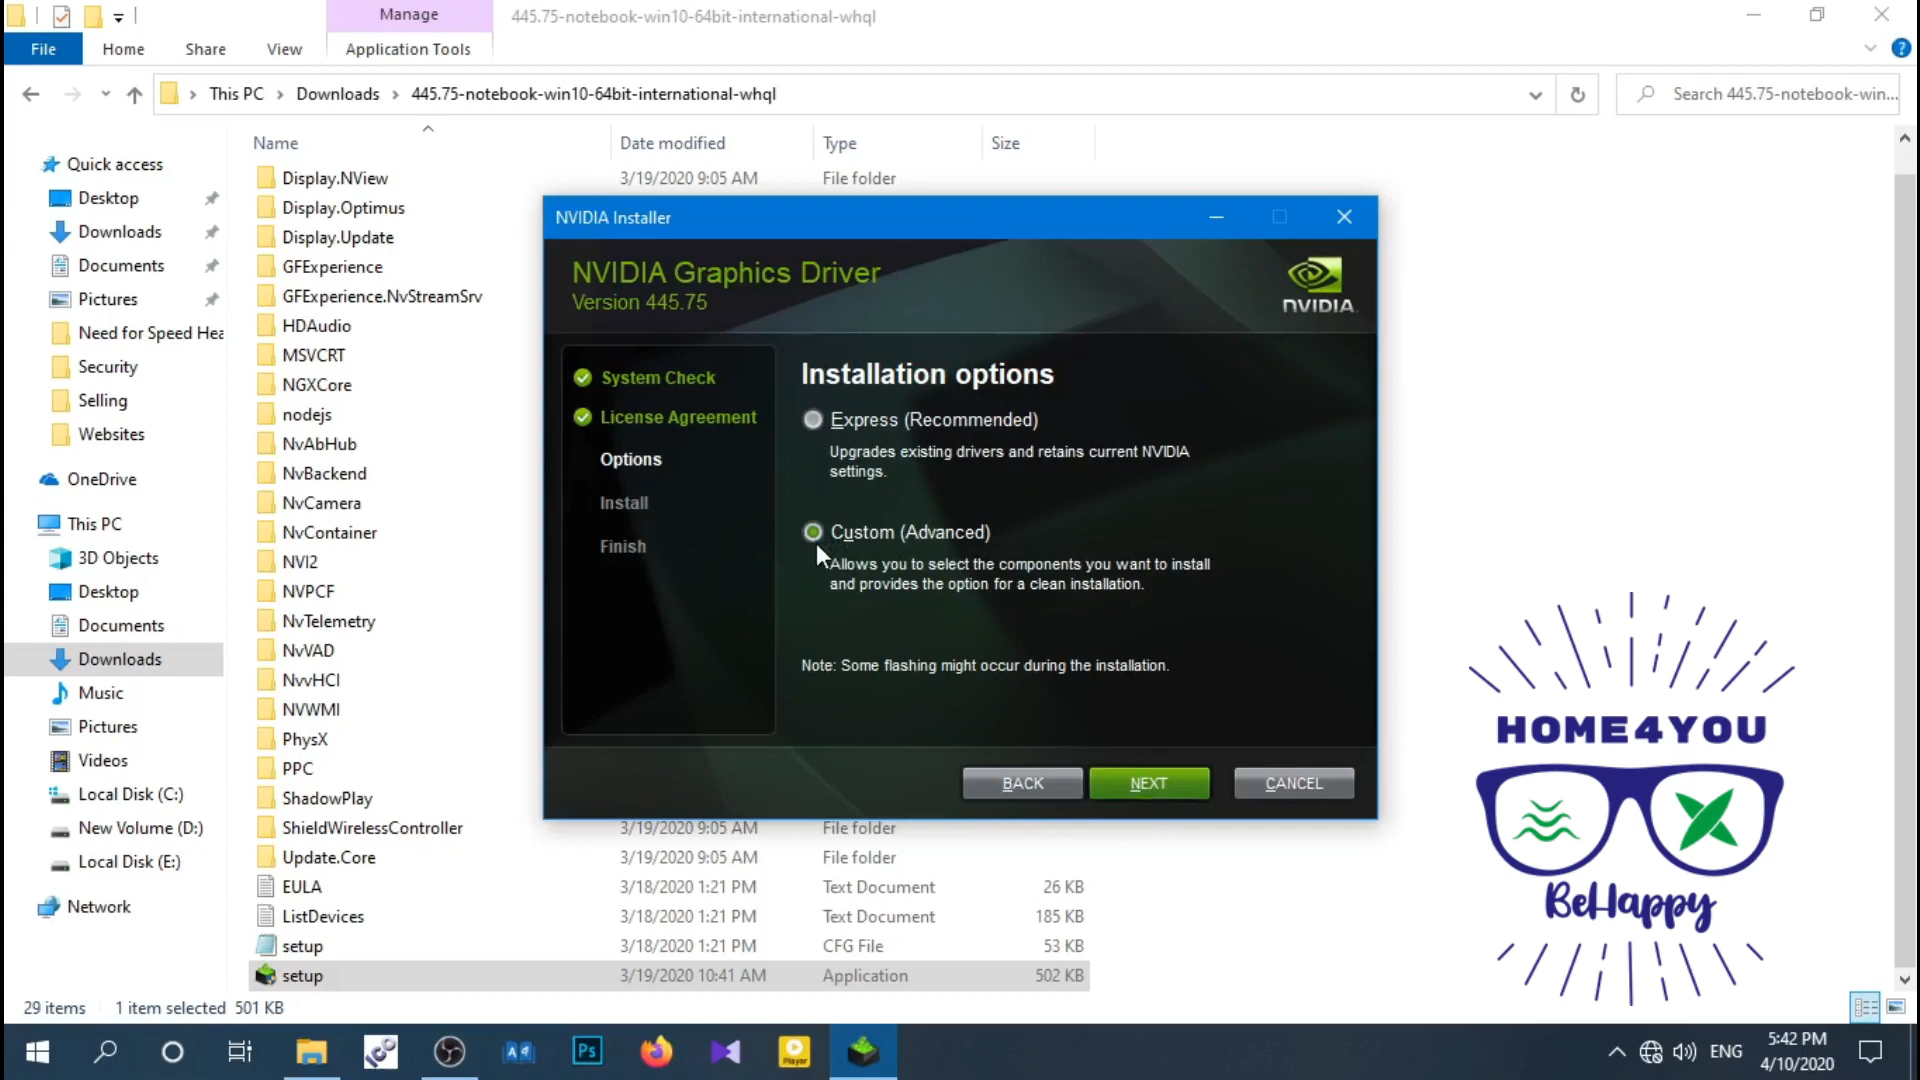 Manage
445.75-notebook-win10-64bit-international-whql
File
Home
Share
View
Application Tools
This PC
Downloads
445.75-notebook-win10-64bit-international-whql
Search 445.75-notebook-win...
Name
Date modified
Type
Size
Quick access
Desktop
Downloads
Documents
Pictures
Need for Speed Hea
Security
Selling
Websites
OneDrive
This PC
3D Objects
Desktop
Documents
Downloads
Music
Pictures
Videos
Local Disk (C:)
New Volume (D:)
Local Disk (E:)
Network
Display.NView 3/19/2020 9:05 AM File folder
Display.Optimus
Display.Update
GFExperience
GFExperience.NvStreamSrv
HDAudio
MSVCRT
NGXCore
nodejs
NvAbHub
NvBackend
NvCamera
NvContainer
NVI2
NVPCF
NvTelemetry
NvVAD
NvvHCI
NVWMI
PhysX
PPC
ShadowPlay
ShieldWirelessController 3/19/2020 9:05 AM File folder
Update.Core 3/19/2020 9:05 AM File folder
EULA 3/18/2020 1:21 PM Text Document 26 KB
ListDevices 3/18/2020 1:21 PM Text Document 185 KB
setup 3/18/2020 1:21 PM CFG File 53 KB
setup 3/19/2020 10:41 AM Application 502 KB
NVIDIA Installer
NVIDIA Graphics Driver
Version 445.75
NVIDIA.
System Check
License Agreement
Options
Install
Finish
Installation options
Express (Recommended)
Upgrades existing drivers and retains current NVIDIA
settings.
Custom (Advanced)
Allows you to select the components you want to install
and provides the option for a clean installation.
Note: Some flashing might occur during the installation.
BACK
NEXT
CANCEL
HOME4YOU
BeHappy
29 items
1 item selected 501 KB
Ps
Player
ENG
5:42 PM
4/10/2020